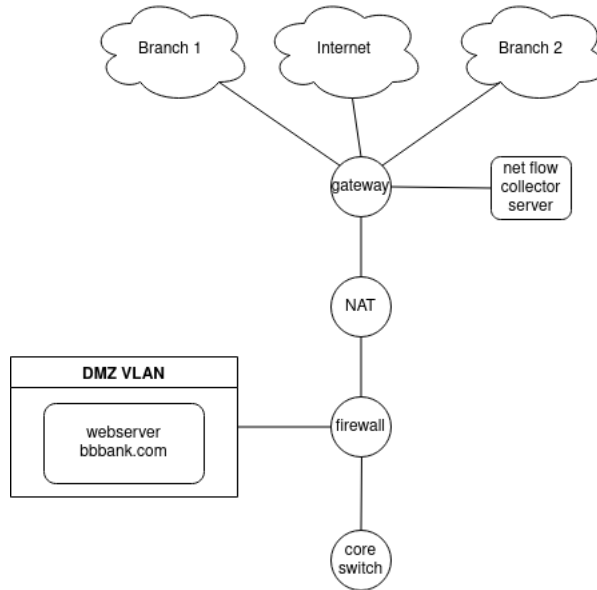 Branch 1
Internet
Branch 2
gateway
net flow
collector
server
NAT
DMZ VLAN
webserver
bbbank.com
firewall
core
switch